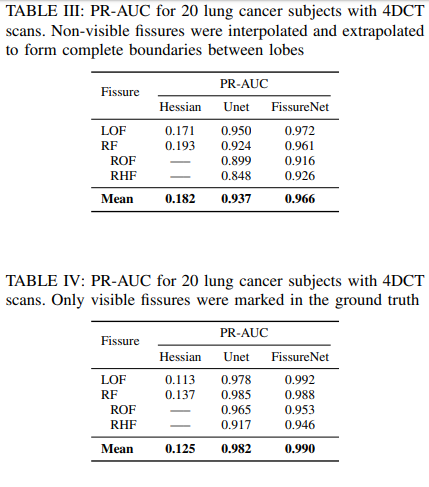 TABLE III: PR-AUC for 20 lung cancer subjects with 4DCT
scans. Non-visible fissures were interpolated and extrapolated
to form complete boundaries between lobes
Fissure PR-AUC
Hessian Unet FissureNet
LOF 0.171 0.950 0.972
RF 0.193 0.924 0.961
ROF — 0.899 0.916
RHF — 0.848 0.926
Mean 0.182 0.937 0.966
TABLE IV: PR-AUC for 20 lung cancer subjects with 4DCT
scans. Only visible fissures were marked in the ground truth
Fissure PR-AUC
Hessian Unet FissureNet
LOF 0.113 0.978 0.992
RF 0.137 0.985 0.988
ROF — 0.965 0.953
RHF — 0.917 0.946
Mean 0.125 0.982 0.990